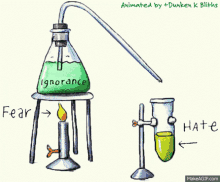 Animated by +Dunken K Bliths
ignorance
Fear
HAte
MakeAGIF.com